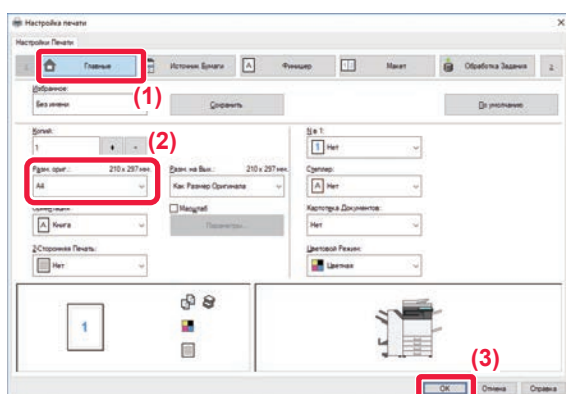 Настройка печати
Настройки Печати
Главные
Источник Бумаги
Финишер
Макет
Обработка Задания
Избранное:
(1)
Без имени
Сохранить
По умолчанию
Копий:
(2)
N в 1:
1
+
-
1
Нет
Разм. ориг.:
210 x 297 мм.
Разм. на Вых.:
210 x 297 мм.
Степлер:
A4
Как Размер Оригинала
A
Нет
Ориентация:
Масштаб
Картотека Документов:
A
Книга
Параметры...
Нет
2-Сторонняя Печать:
Цветовой Режим:
Нет
Цветная
1
(3)
OK
Отмена
Справка